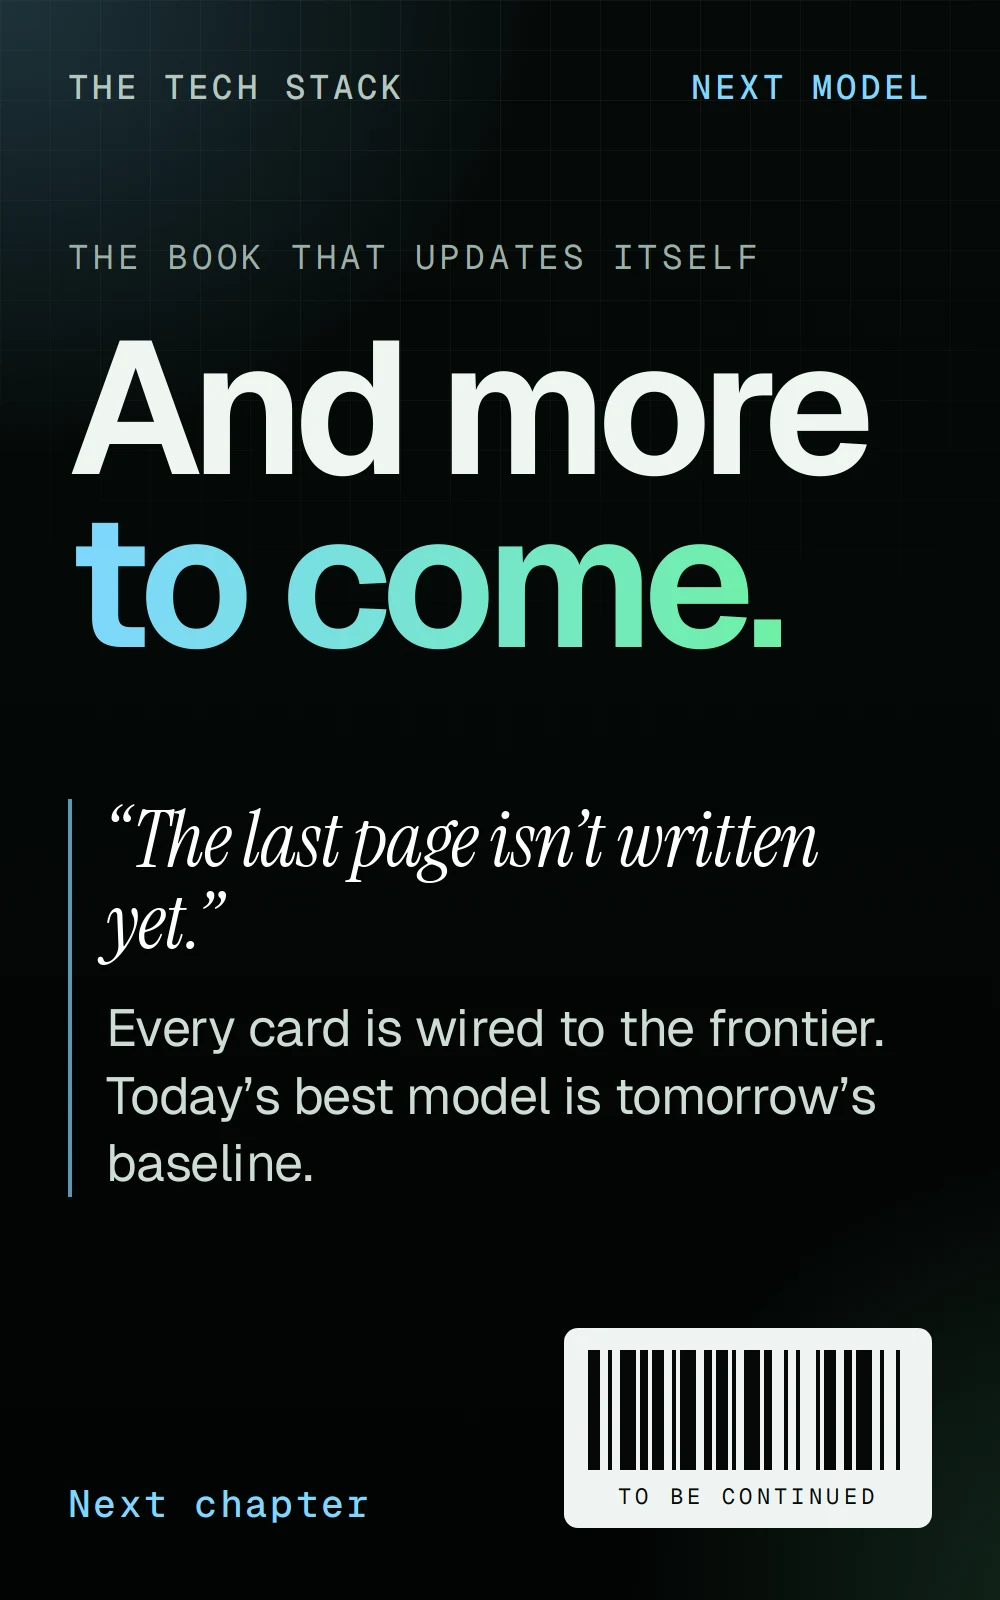 THE TECH STACK
NEXT MODEL
THE BOOK THAT UPDATES ITSELF
And more
to come.
“The last page isn’t written
yet.”
Every card is wired to the frontier.
Today’s best model is tomorrow’s
baseline.
Next chapter
TO BE CONTINUED